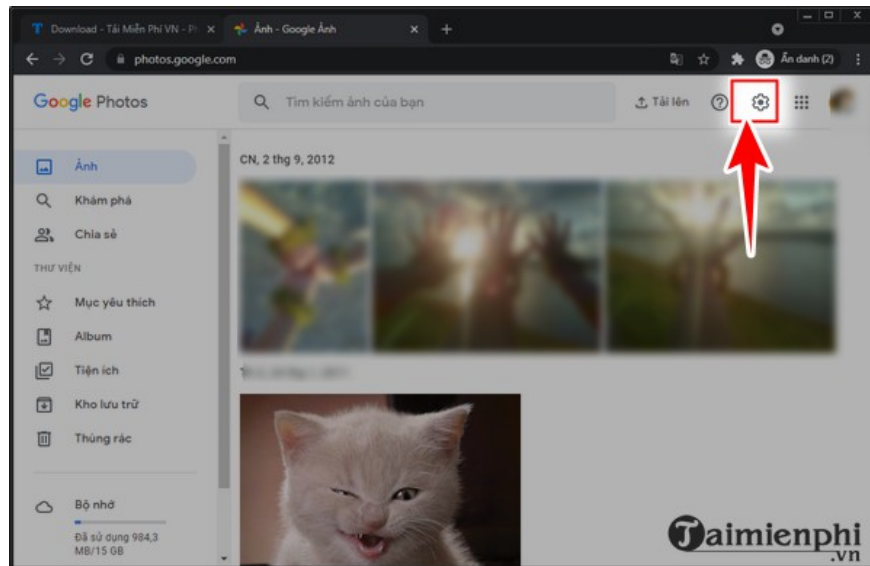 Download - Tải Miễn Phí VN - P
Ảnh - Google Ảnh
photos.google.com
Ẩn danh (2)
Google Photos
Tìm kiếm ảnh của bạn
Tải lên
Ảnh
Khám phá
Chia sẻ
THƯ VIỆN
Mục yêu thích
Album
Tiện ích
Kho lưu trữ
Thùng rác
Bộ nhớ
Đã sử dụng 984,3
MB/15 GB
CN, 2 thg 9, 2012
Taimienphi
.vn